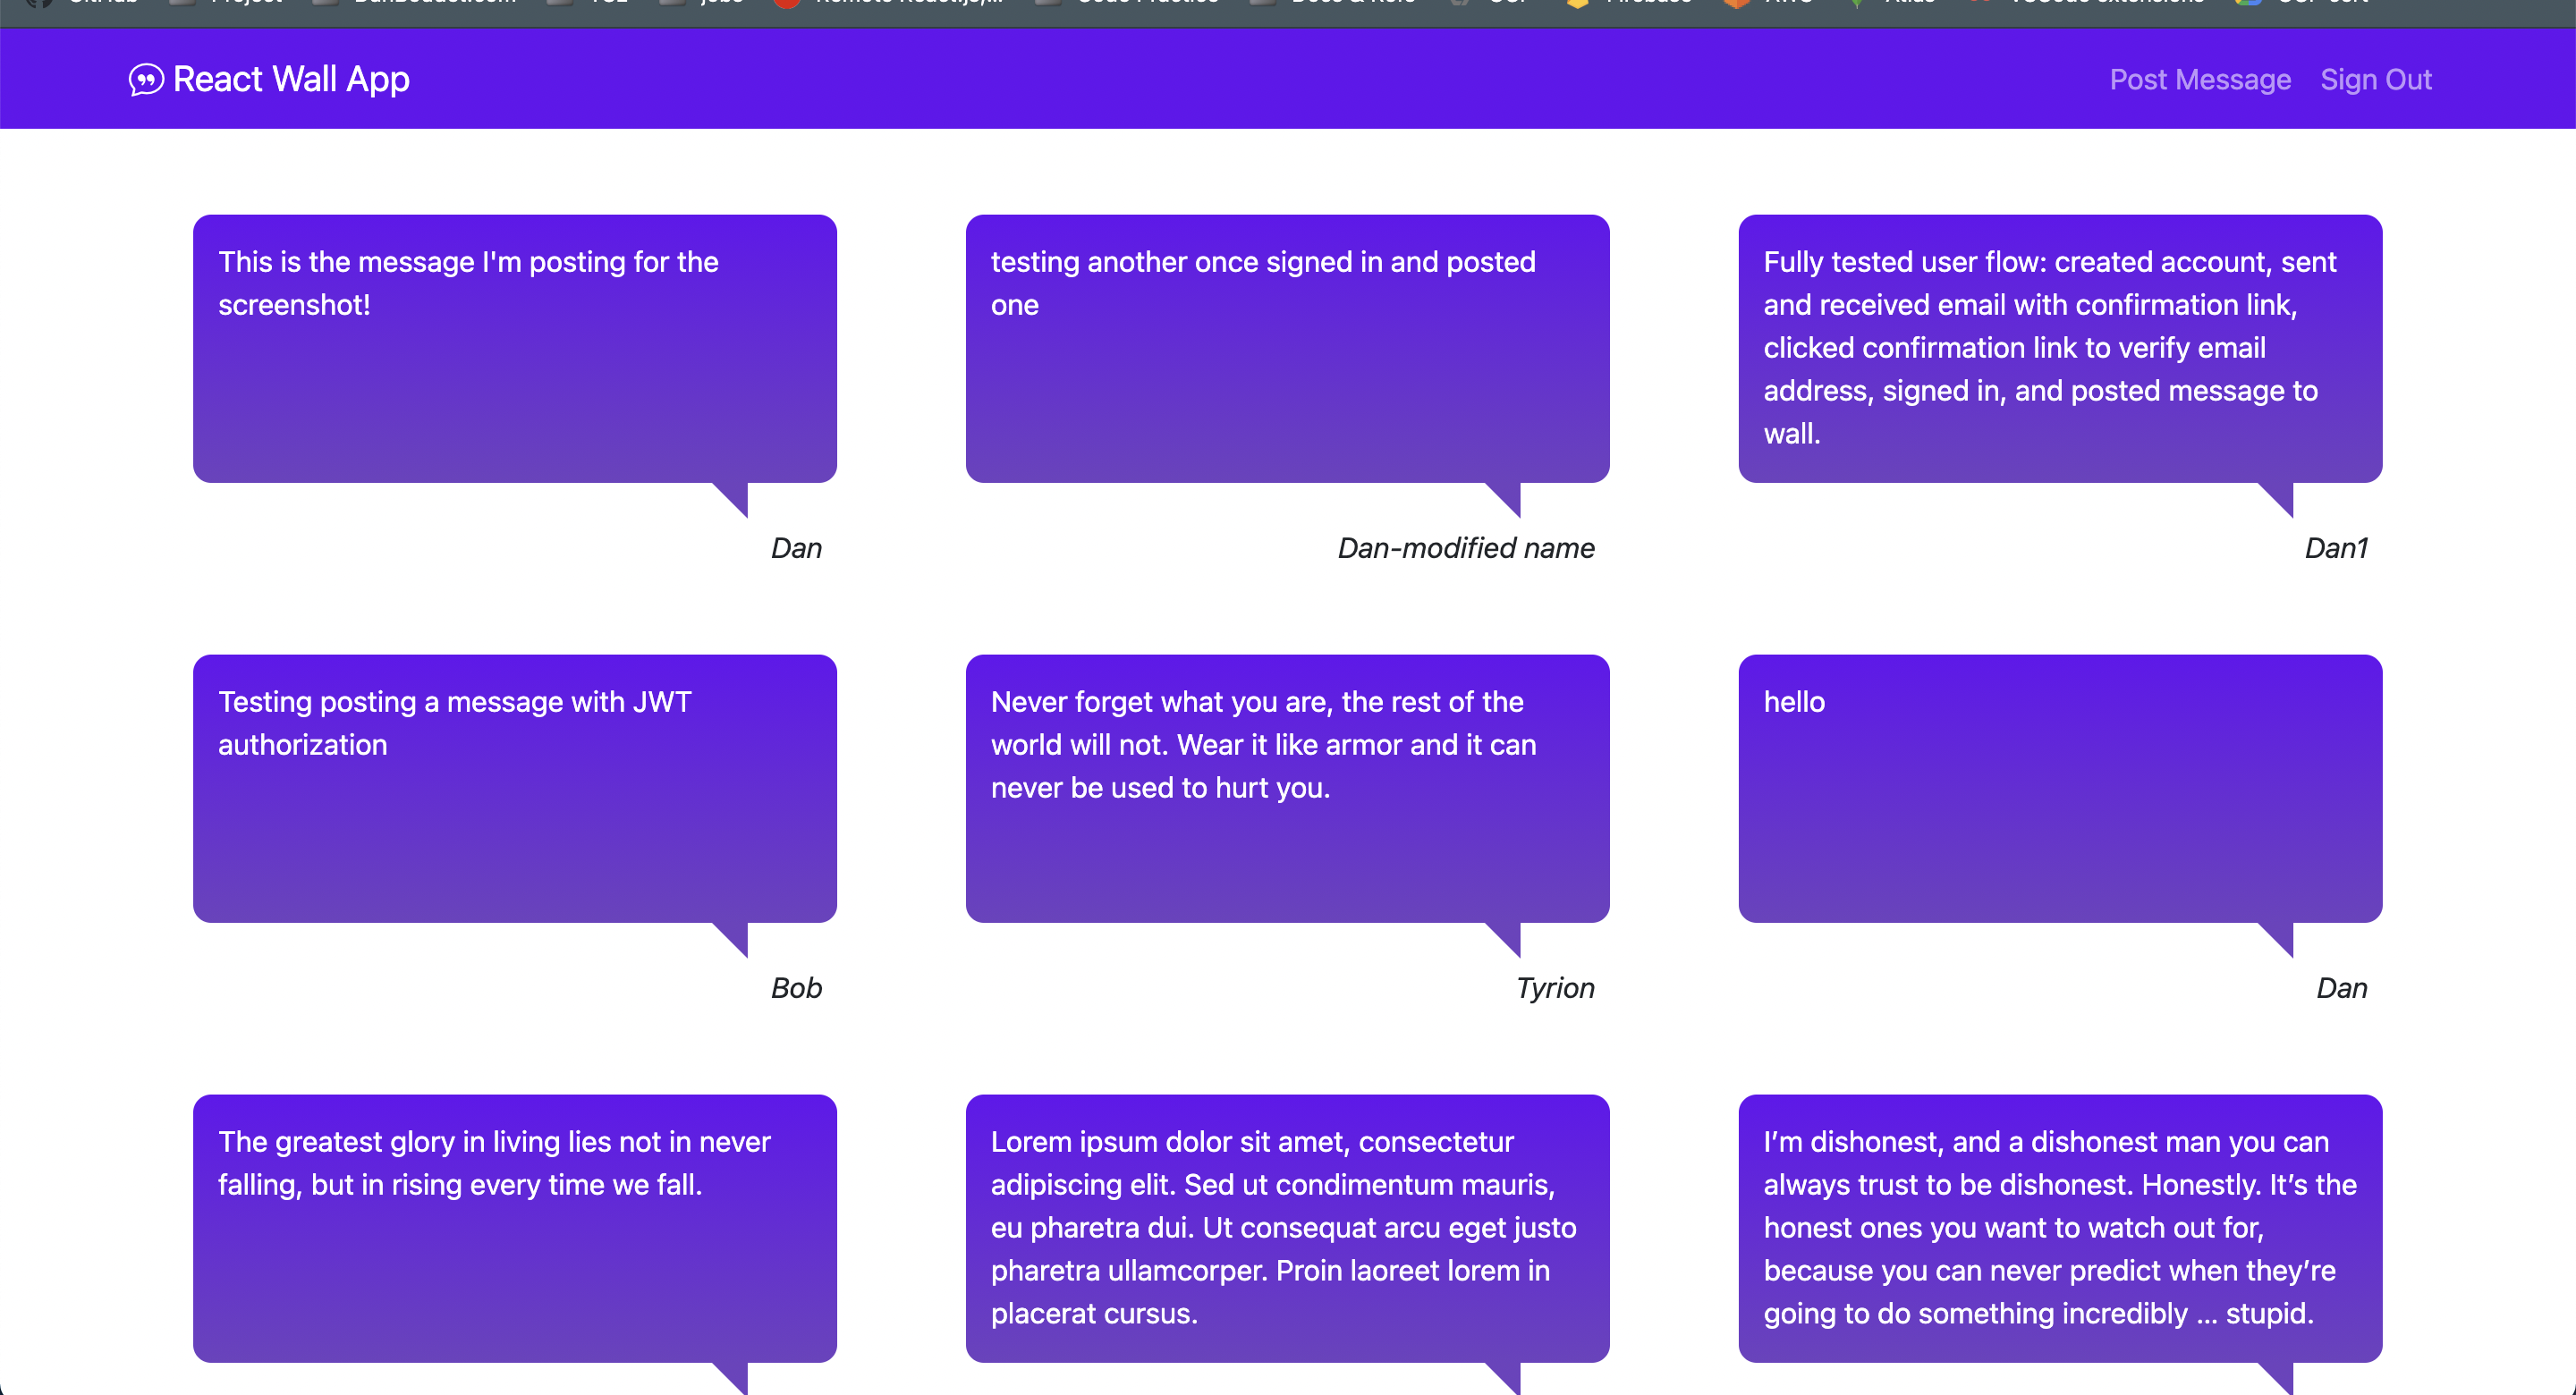 React Wall App
Post Message Sign Out
This is the message I'm posting for the
screenshot!
Dan
testing another once signed in and posted
one
Dan-modified name
Fully tested user flow: created account, sent
and received email with confirmation link,
clicked confirmation link to verify email
address, signed in, and posted message to
wall.
Dan1
Testing posting a message with JWT
authorization
Bob
Never forget what you are, the rest of the
world will not. Wear it like armor and it can
never be used to hurt you.
Tyrion
hello
Dan
The greatest glory in living lies not in never
falling, but in rising every time we fall.
Lorem ipsum dolor sit amet, consectetur
adipiscing elit. Sed ut condimentum mauris,
eu pharetra dui. Ut consequat arcu eget justo
pharetra ullamcorper. Proin laoreet lorem in
placerat cursus.
I’m dishonest, and a dishonest man you can
always trust to be dishonest. Honestly. It’s the
honest ones you want to watch out for,
because you can never predict when they’re
going to do something incredibly ... stupid.